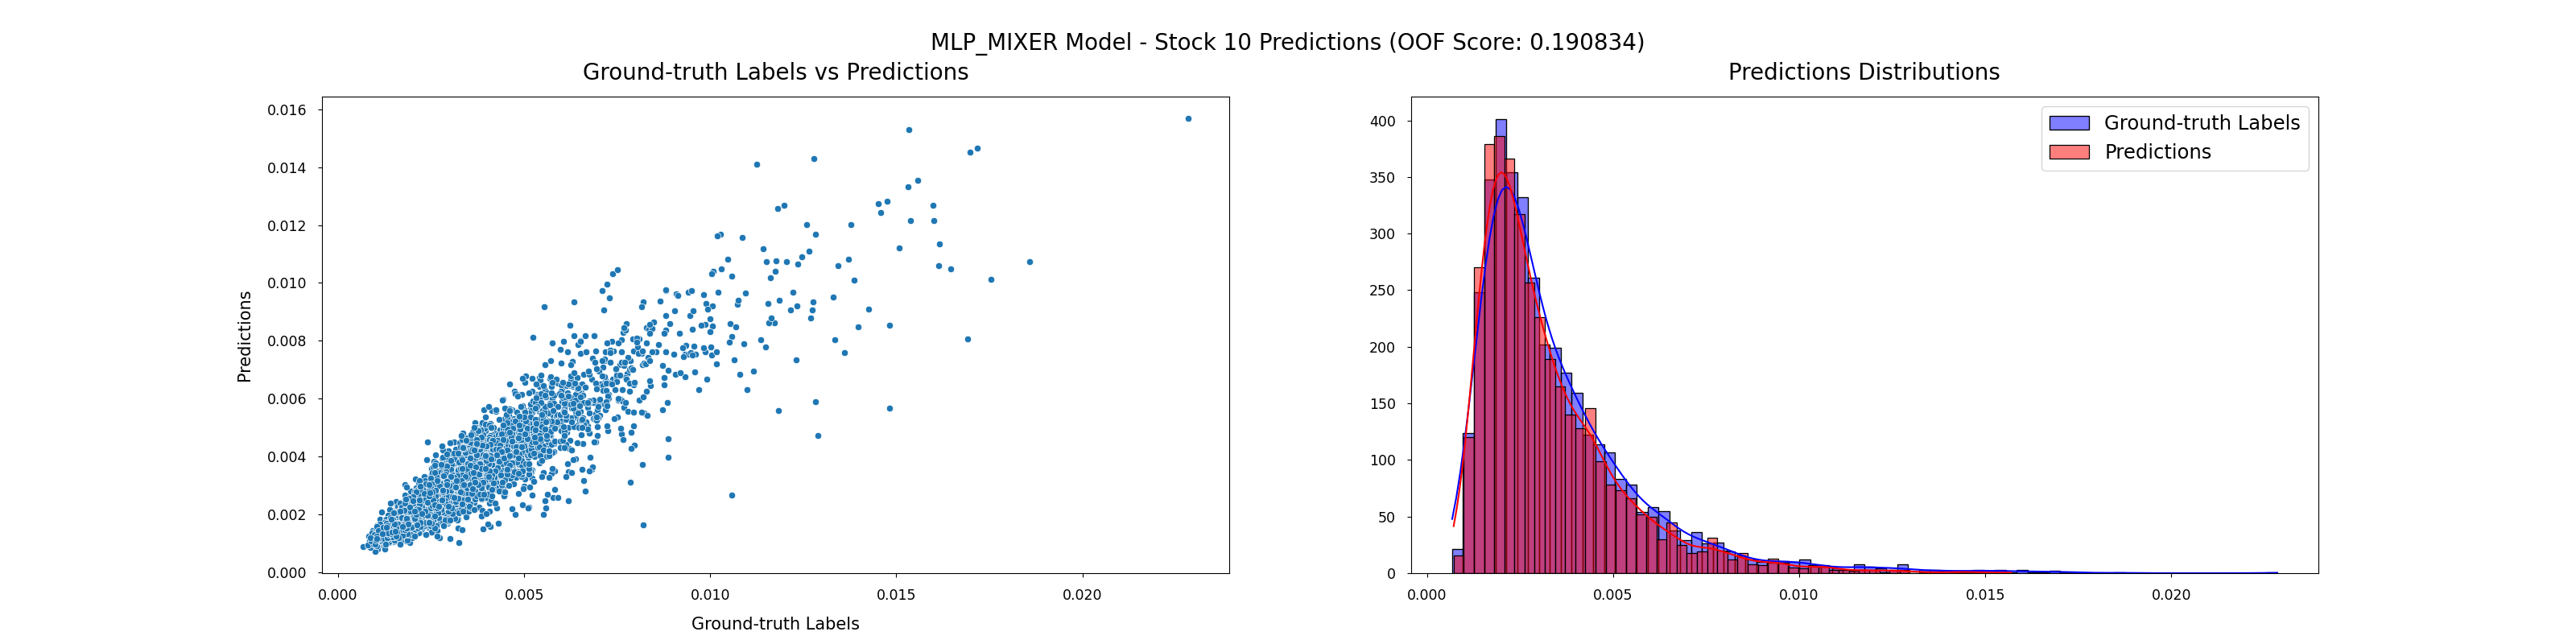 MLP_MIXER Model - Stock 10 Predictions (OOF Score: 0.190834)
Ground-truth Labels vs Predictions
Predictions
0.016
0.014
0.012
0.010
0.008
0.006
0.004
0.002
0.000
0.000 0.005 0.010 0.015 0.020
Ground-truth Labels
Predictions Distributions
Ground-truth Labels
Predictions
400
350
300
250
200
150
100
50
0
0.000 0.005 0.010 0.015 0.020